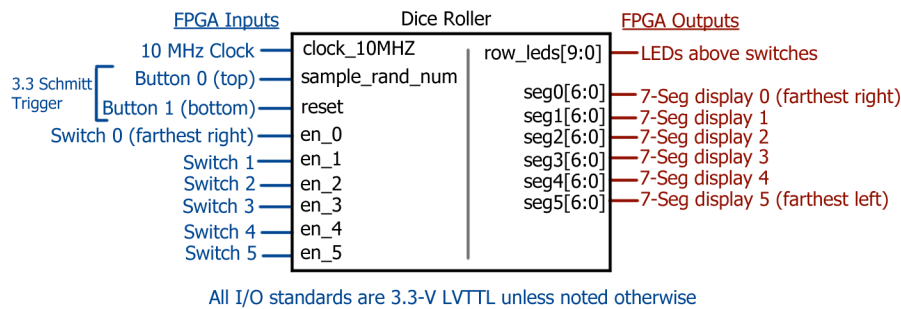 FPGA Inputs
Dice Roller
FPGA Outputs
10 MHz Clock
clock_10MHZ
row_leds[9:0]
LEDs above switches
3.3 Schmitt
Trigger
Button 0 (top)
sample_rand_num
Button 1 (bottom)
reset
seg0[6:0]
7-Seg display 0 (farthest right)
Switch 0 (farthest right)
en_0
seg1[6:0]
7-Seg display 1
Switch 1
en_1
seg2[6:0]
7-Seg display 2
Switch 2
en_2
seg3[6:0]
7-Seg display 3
Switch 3
en_3
seg4[6:0]
7-Seg display 4
Switch 4
en_4
seg5[6:0]
7-Seg display 5 (farthest left)
Switch 5
en_5
All I/O standards are 3.3-V LVTTL unless noted otherwise